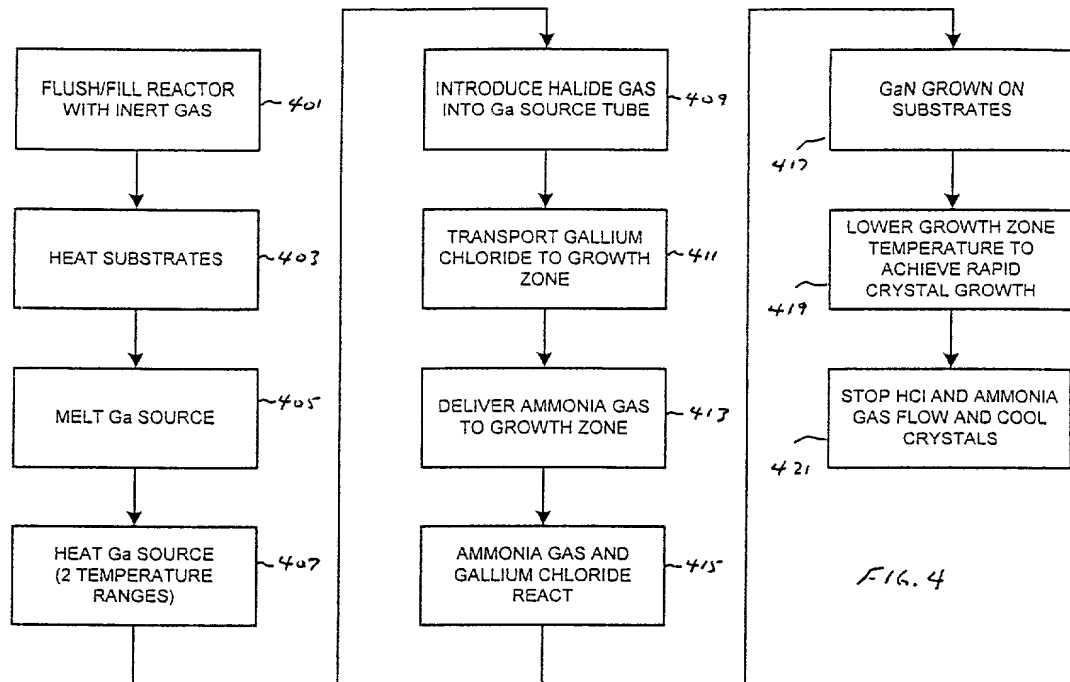 FLUSH/FILL REACTOR
WITH INERT GAS
401
HEAT SUBSTRATES
403
MELT Ga SOURCE
405
HEAT Ga SOURCE
(2 TEMPERATURE
RANGES)
407
INTRODUCE HALIDE GAS
INTO Ga SOURCE TUBE
409
TRANSPORT GALLIUM
CHLORIDE TO GROWTH
ZONE
411
DELIVER AMMONIA GAS
TO GROWTH ZONE
413
AMMONIA GAS AND
GALLIUM CHLORIDE
REACT
415
GaN GROWN ON
SUBSTRATES
417
LOWER GROWTH ZONE
TEMPERATURE TO
ACHIEVE RAPID
CRYSTAL GROWTH
419
STOP HCl AND AMMONIA
GAS FLOW AND COOL
CRYSTALS
421
FIG. 4